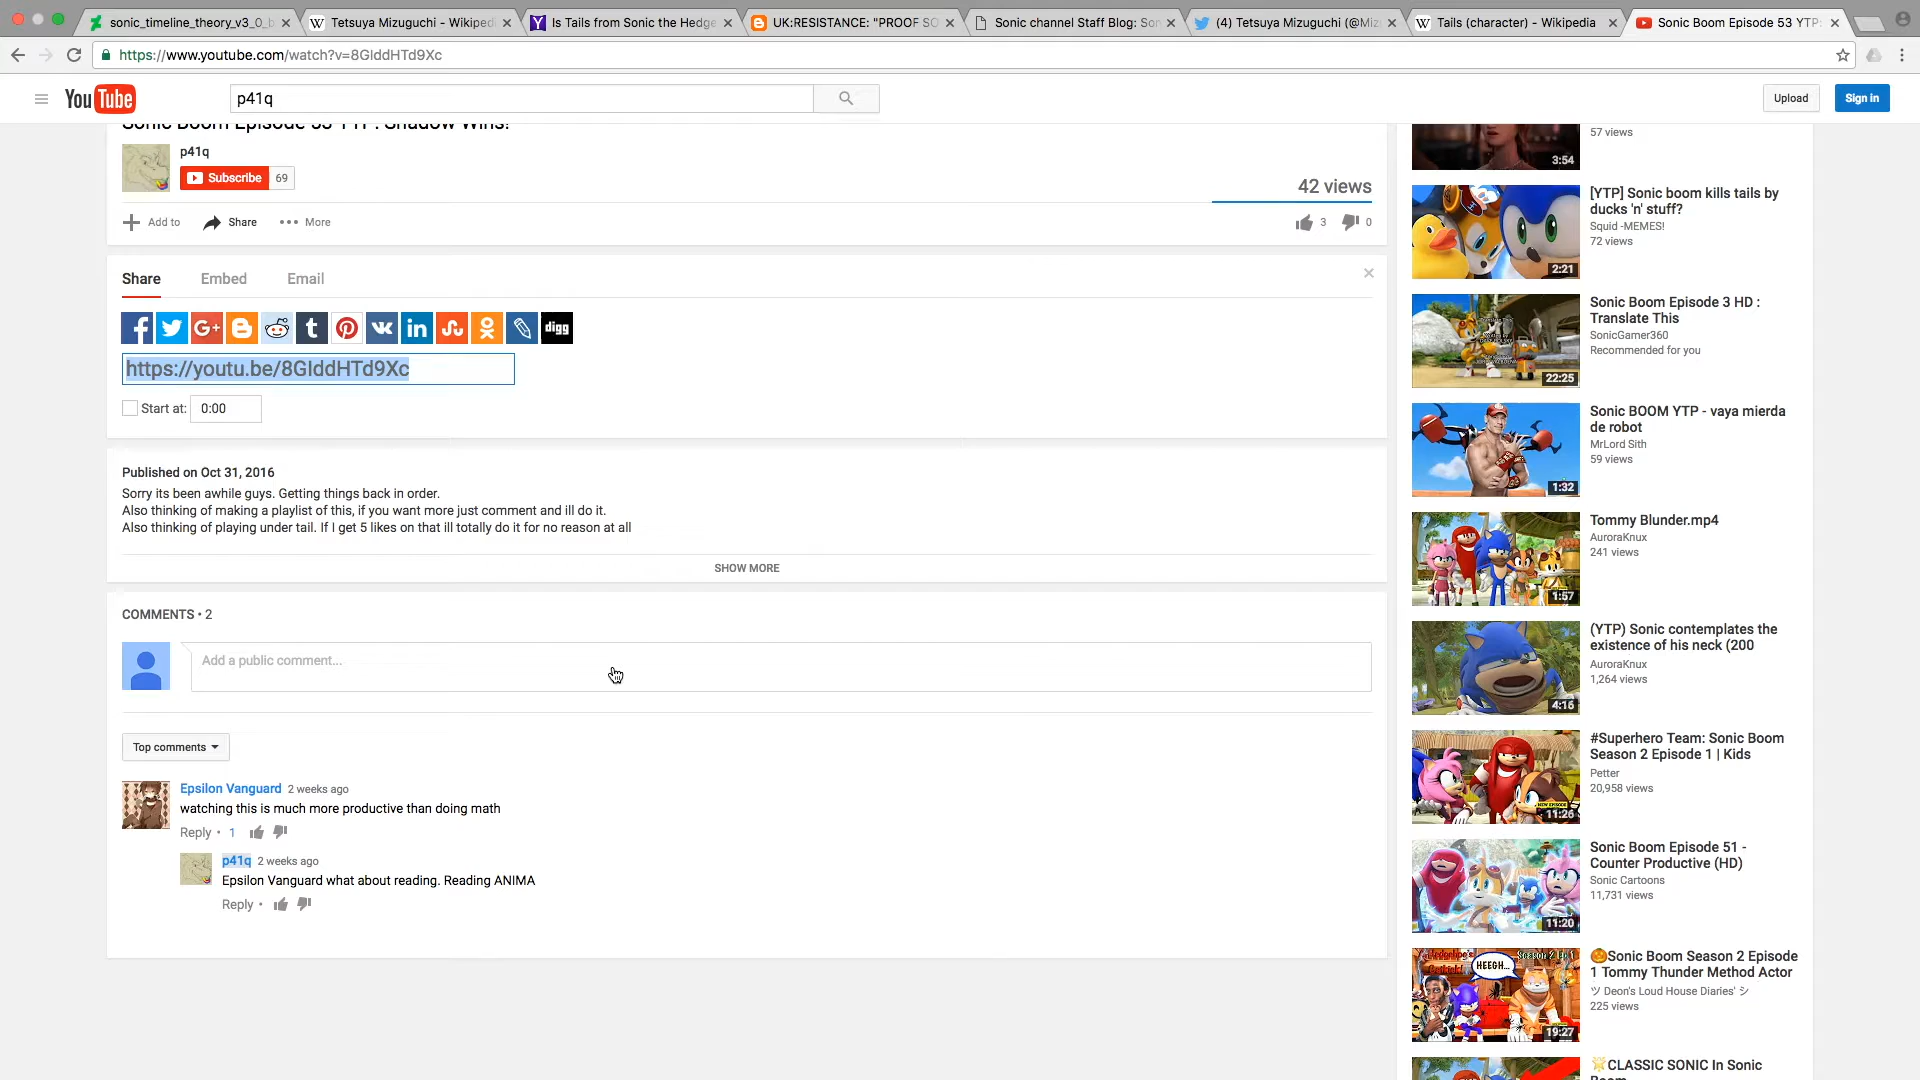 sonic_timeline_theory_v3_0_b
Tetsuya Mizuguchi - Wikiped
Is Tails from Sonic the Hedge
UK:RESISTANCE: "PROOF SO
Sonic channel Staff Blog: Son
(4) Tetsuya Mizuguchi (@Miz
Tails (character) - Wikipedia
Sonic Boom Episode 53 YTP:
https://www.youtube.com/watch?v=8GIddHTd9Xc
YouTube
p41q
Upload
Sign in
Sonic Boom Episode 53 YTP: Shadow Wins!
p41q
Subscribe 69
42 views
Add to
Share
More
3
0
Share
Embed
Email
digg
https://youtu.be/8GIddHTd9Xc
Start at: 0:00
Published on Oct 31, 2016
Sorry its been awhile guys. Getting things back in order.
Also thinking of making a playlist of this, if you want more just comment and ill do it.
Also thinking of playing under tail. If I get 5 likes on that ill totally do it for no reason at all
SHOW MORE
COMMENTS • 2
Add a public comment...
Top comments
Epsilon Vanguard 2 weeks ago
watching this is much more productive than doing math
Reply • 1
p41q 2 weeks ago
Epsilon Vanguard what about reading. Reading ANIMA
Reply •
57 views
3:54
[YTP] Sonic boom kills tails by
ducks 'n' stuff?
Squid -MEMES!
72 views
2:21
Sonic Boom Episode 3 HD :
Translate This
SonicGamer360
Recommended for you
22:25
Sonic BOOM YTP - vaya mierda
de robot
MrLord Sith
59 views
1:32
Tommy Blunder.mp4
AuroraKnux
241 views
1:57
(YTP) Sonic contemplates the
existence of his neck (200
AuroraKnux
1,264 views
4:16
#Superhero Team: Sonic Boom
Season 2 Episode 1 | Kids
Petter
20,958 views
11:26
Sonic Boom Episode 51 -
Counter Productive (HD)
Sonic Cartoons
11,731 views
11:20
🎃Sonic Boom Season 2 Episode
1 Tommy Thunder Method Actor
ツ Deon's Loud House Diaries' シ
225 views
HEEGH...
19:27
🌟CLASSIC SONIC In Sonic